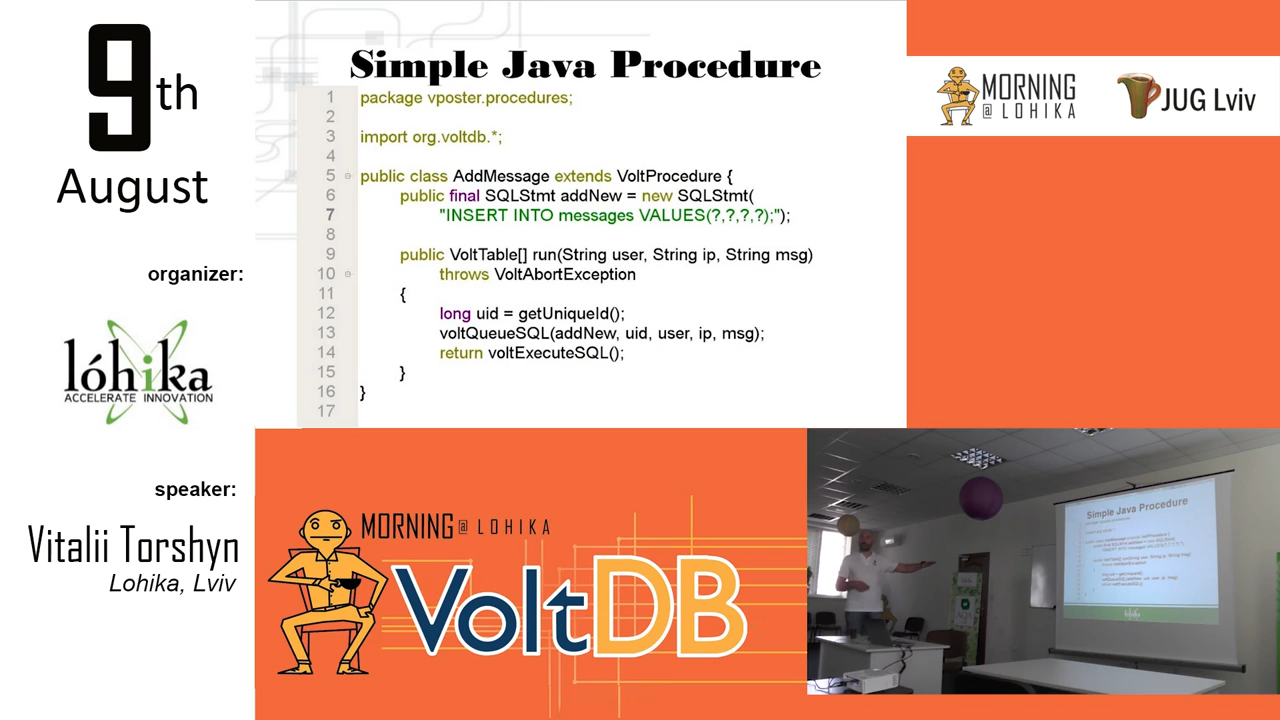 9th
August
organizer:
lóhika
ACCELERATE INNOVATION
speaker:
Vitalii Torshyn
Lohika, Lviv
Simple Java Procedure
1 package vposter.procedures;
2
3 import org.voltdb.*;
4
5 public class AddMessage extends VoltProcedure {
6 public final SQLStmt addNew = new SQLStmt(
7 "INSERT INTO messages VALUES(?,?,?,?);");
8
9 public VoltTable[] run(String user, String ip, String msg)
10 throws VoltAbortException
11 {
12 long uid = getUniqueId();
13 voltQueueSQL(addNew, uid, user, ip, msg);
14 return voltExecuteSQL();
15 }
16 }
17
MORNING
@ LOHIKA
JUG Lviv
MORNING @ LOHIKA
VoltDB
Simple Java Procedure
lóhika